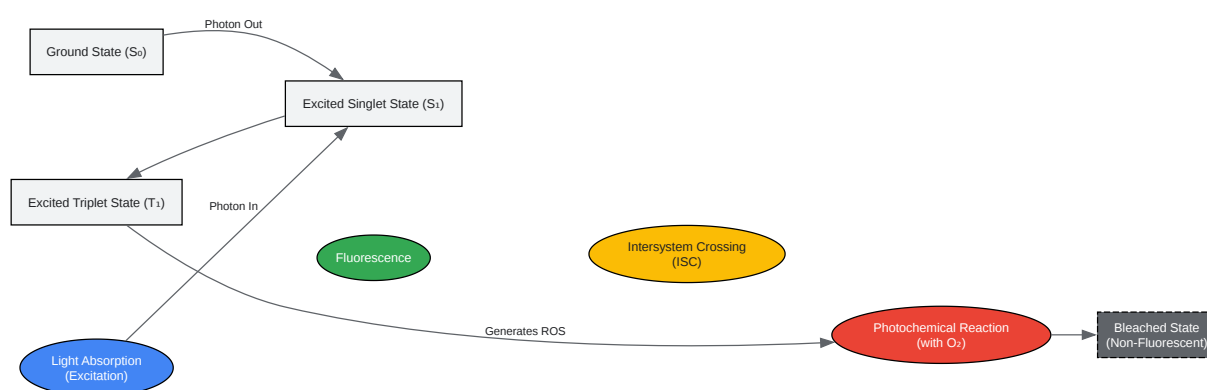 Photon Out
Ground State (S₀)
Excited Singlet State (S₁)
Excited Triplet State (T₁)
Photon In
Fluorescence
Intersystem Crossing
(ISC)
Generates ROS
Photochemical Reaction
(with O₂)
Bleached State
(Non-Fluorescent)
Light Absorption
(Excitation)